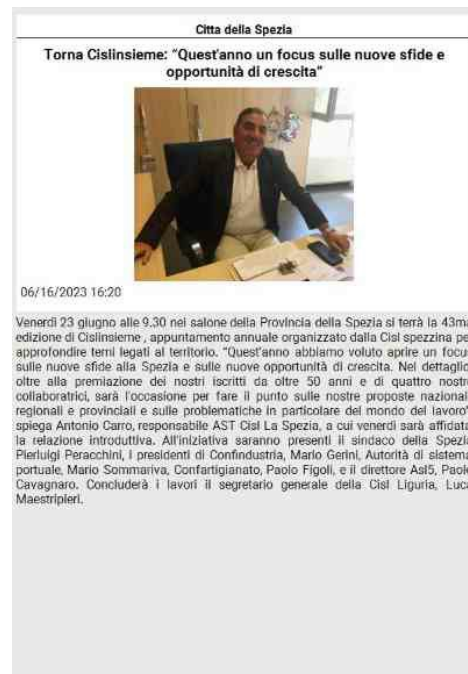 Citta della Spezia
Torna Cislinsieme: “Quest'anno un focus sulle nuove sfide e
opportunità di crescita”
06/16/2023 16:20
Venerdì 23 giugno alle 9.30 nel salone della Provincia della Spezia si terrà la 43ma
edizione di Cislinsieme , appuntamento annuale organizzato dalla Cisl spezzina pe
approfondire temi legati al territorio. “Quest'anno abbiamo voluto aprire un focu
sulle nuove sfide alla Spezia e sulle nuove opportunità di crescita. Nel dettaglio
oltre alla premiazione dei nostri iscritti da oltre 50 anni e di quattro nostr
collaboratrici, sarà l'occasione per fare il punto sulle nostre proposte nazional
regionali e provinciali e sulle problematiche in particolare del mondo del lavoro”
spiega Antonio Carro, responsabile AST Cisl La Spezia, a cui venerdì sarà affidata
la relazione introduttiva. All'iniziativa saranno presenti il sindaco della Spezia
Pierluigi Peracchini, i presidenti di Confindustria, Mario Gerini, Autorità di sistema
portuale, Mario Sommariva, Confartigianato, Paolo Figoli, e il direttore Asl5, Paol
Cavagnaro. Concluderà i lavori il segretario generale della Cisl Liguria, Luca
Maestripieri.